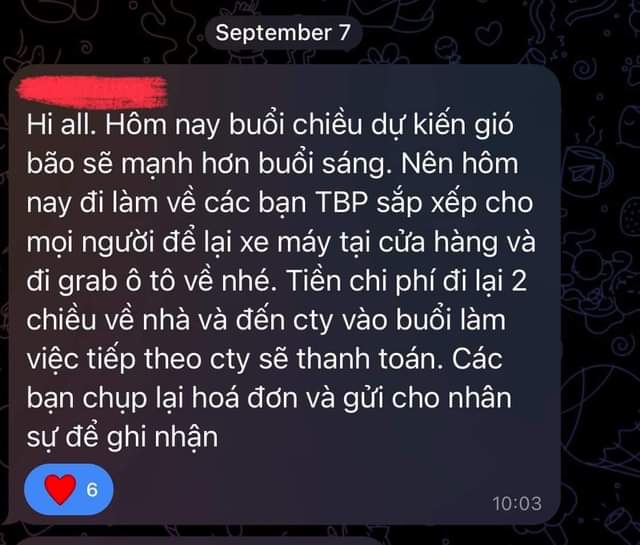 September 7
Hi all. Hôm nay buổi chiều dự kiến gió
bão sẽ mạnh hơn buổi sáng. Nên hôm
nay đi làm về các bạn TBP sắp xếp cho
mọi người để lại xe máy tại cửa hàng và
đi grab ô tô về nhé. Tiền chi phí đi lại 2
chiều về nhà và đến cty vào buổi làm
việc tiếp theo cty sẽ thanh toán. Các
bạn chụp lại hoá đơn và gửi cho nhân
sự để ghi nhận
6
10:03